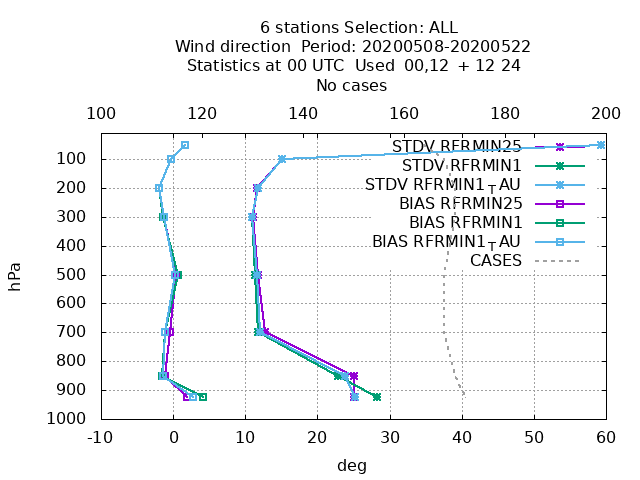 6 stations Selection: ALL
Wind direction  Period: 20200508-20200522
Statistics at 00 UTC  Used  00,12  + 12 24
No cases
100 120 140 160 180 200
STDV RFRMIN25
STDV RFRMIN1
STDV RFRMIN1TAU
BIAS RFRMIN25
BIAS RFRMIN1
BIAS RFRMIN1TAU
CASES
100
200
300
400
500
600
700
800
900
1000
hPa
-10 0 10 20 30 40 50 60
deg